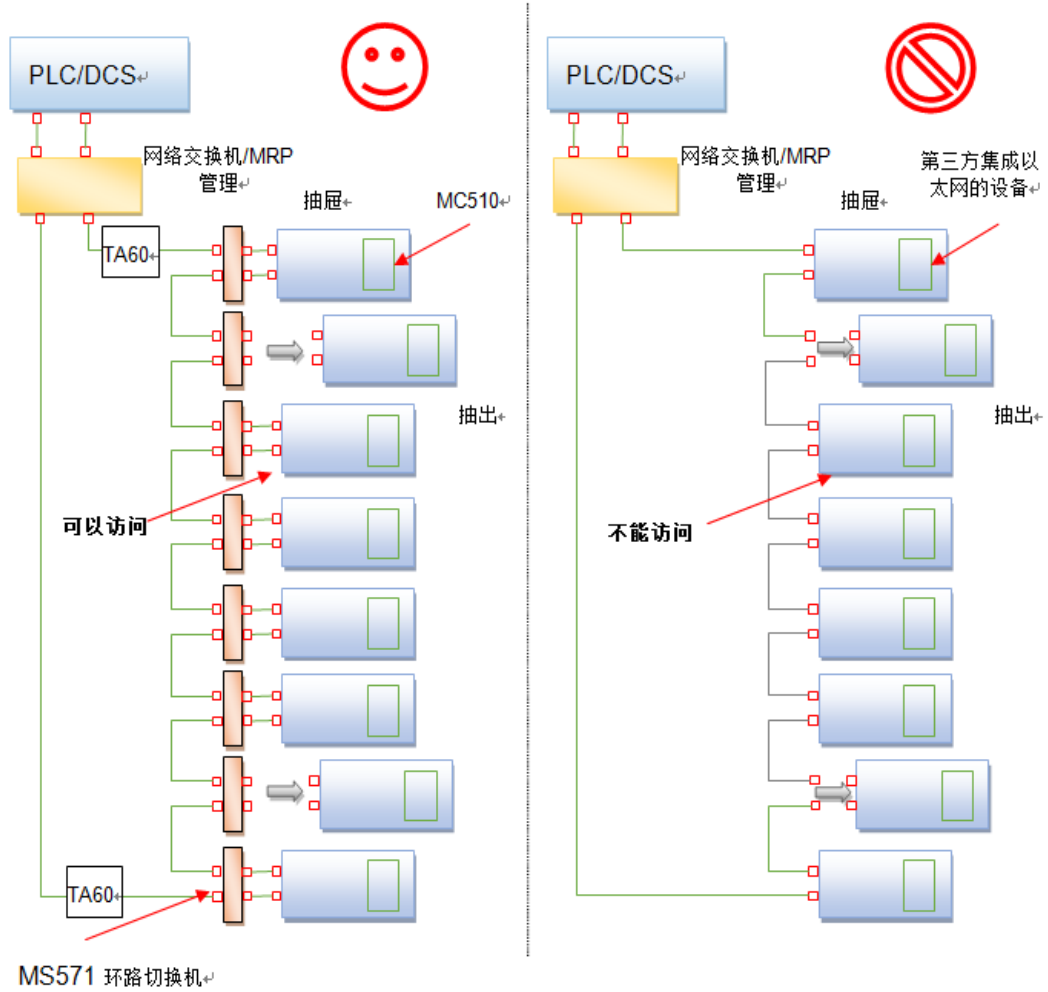 PLC/DCS
网络交换机/MRP
管理
抽屉
MC510
TA60
抽出
可以访问
TA60
MS571 环路切换机
PLC/DCS
网络交换机/MRP
管理
抽屉
第三方集成以
太网的设备
抽出
不能访问